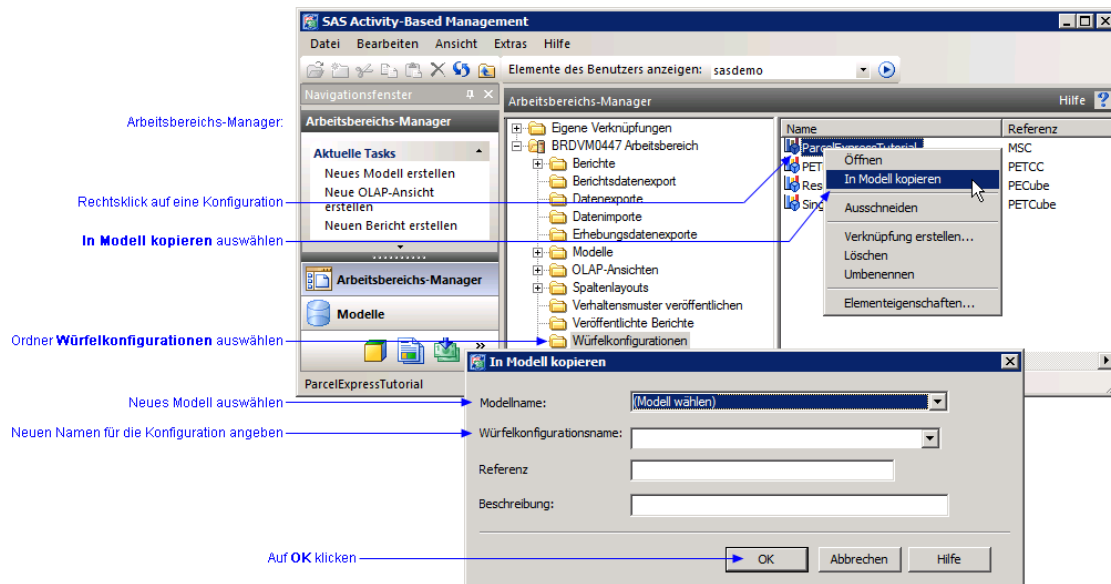 SAS Activity-Based Management
Datei Bearbeiten Ansicht Extras Hilfe
Elemente des Benutzers anzeigen: sasdemo
Navigationsfenster
Arbeitsbereichs-Manager Hilfe
Arbeitsbereichs-Manager:
Arbeitsbereichs-Manager
Aktuelle Tasks
Neues Modell erstellen
Neue OLAP-Ansicht
erstellen
Neuen Bericht erstellen
Arbeitsbereichs-Manager
Modelle
»
ParcelExpressTutorial
Eigene Verknüpfungen
BRDVM0447 Arbeitsbereich
Berichte
Berichtsdatenexport
Datenexporte
Datenimporte
Erhebungsdatenexporte
Modelle
OLAP-Ansichten
Spaltenlayouts
Verhaltensmuster veröffentlichen
Veröffentlichte Berichte
Würfelkonfigurationen
Name Referenz
ParcelExpressTutorial MSC
PET PETCC
Res PECube
Sing PETCube
Öffnen
In Modell kopieren
Ausschneiden
Verknüpfung erstellen...
Löschen
Umbenennen
Elementeigenschaften...
Rechtsklick auf eine Konfiguration
In Modell kopieren auswählen
Ordner Würfelkonfigurationen auswählen
In Modell kopieren
Neues Modell auswählen
Modellname: (Modell wählen)
Neuen Namen für die Konfiguration angeben
Würfelkonfigurationsname:
Referenz
Beschreibung:
Auf OK klicken
OK Abbrechen Hilfe